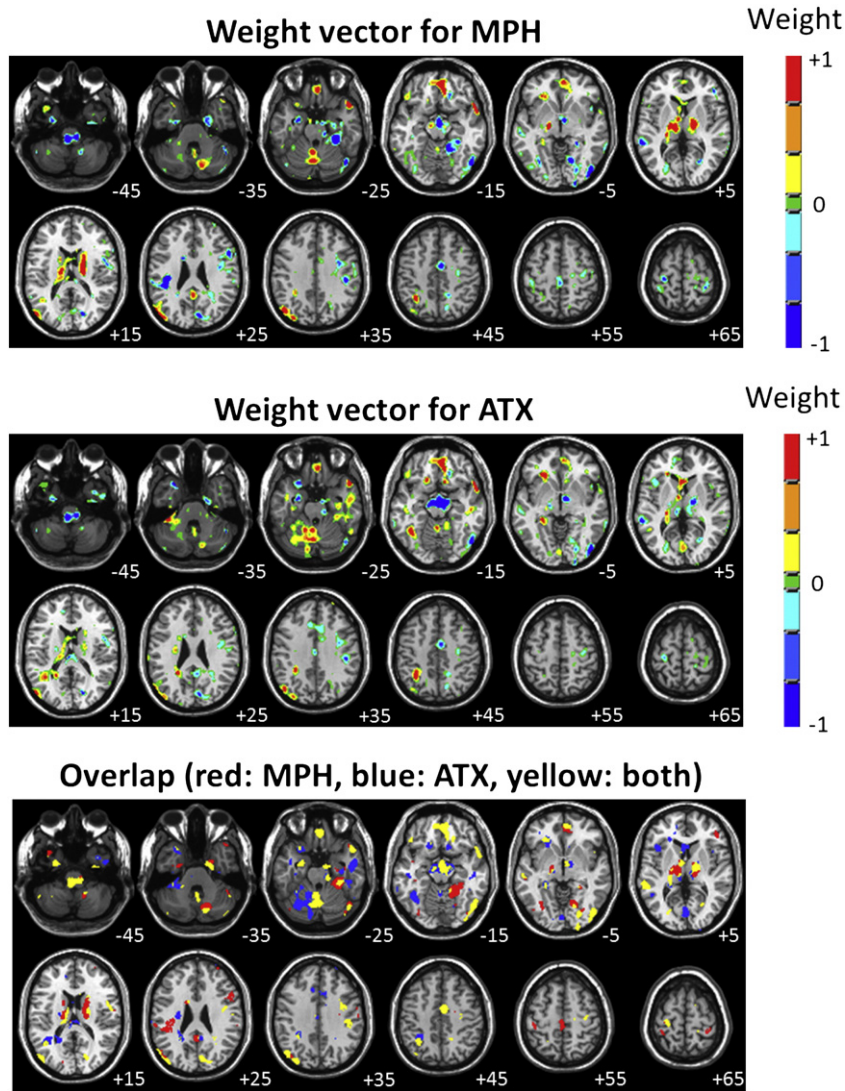 Weight vector for MPH
Weight
+1
0
-1
-45 -35 -25 -15 -5 +5
+15 +25 +35 +45 +55 +65
Weight vector for ATX
Weight
+1
0
-1
-45 -35 -25 -15 -5 +5
+15 +25 +35 +45 +55 +65
Overlap (red: MPH, blue: ATX, yellow: both)
-45 -35 -25 -15 -5 +5
+15 +25 +35 +45 +55 +65